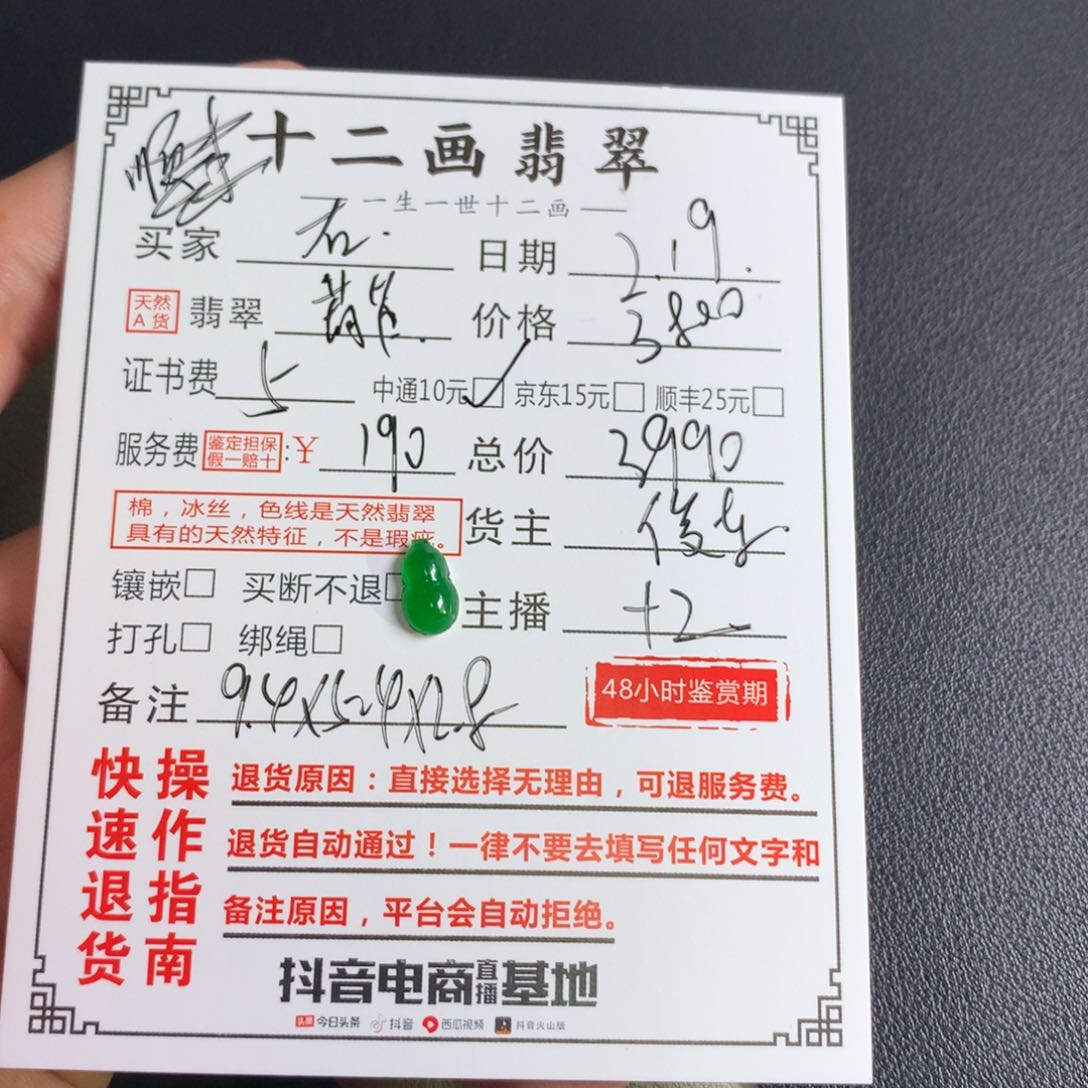 十二画翡翠
一生一世十二画
买家 石. 日期 2.19.
天然A货 翡翠 价格 3800
证书费 5 中通10元☑ 京东15元□ 顺丰25元□
服务费 鉴定担保 假一赔十 :¥ 190 总价 3990
棉，冰丝，色线是天然翡翠
具有的天然特征，不是瑕疵。 货主
镶嵌□ 买断不退□ 主播 十2
打孔□ 绑绳□
备注 9.4×5.4×2.8
48小时鉴赏期
快速退货 操作指南
退货原因：直接选择无理由，可退服务费。
退货自动通过！一律不要去填写任何文字和
备注原因，平台会自动拒绝。
抖音电商直播基地
头条 今日头条 抖音 西瓜视频 抖音火山版